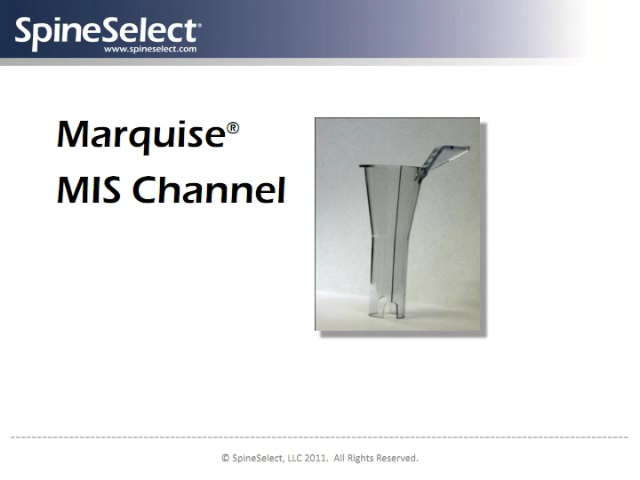 SpineSelect®
www.spineselect.com
Marquise®
MIS Channel
© SpineSelect, LLC 2011. All Rights Reserved.